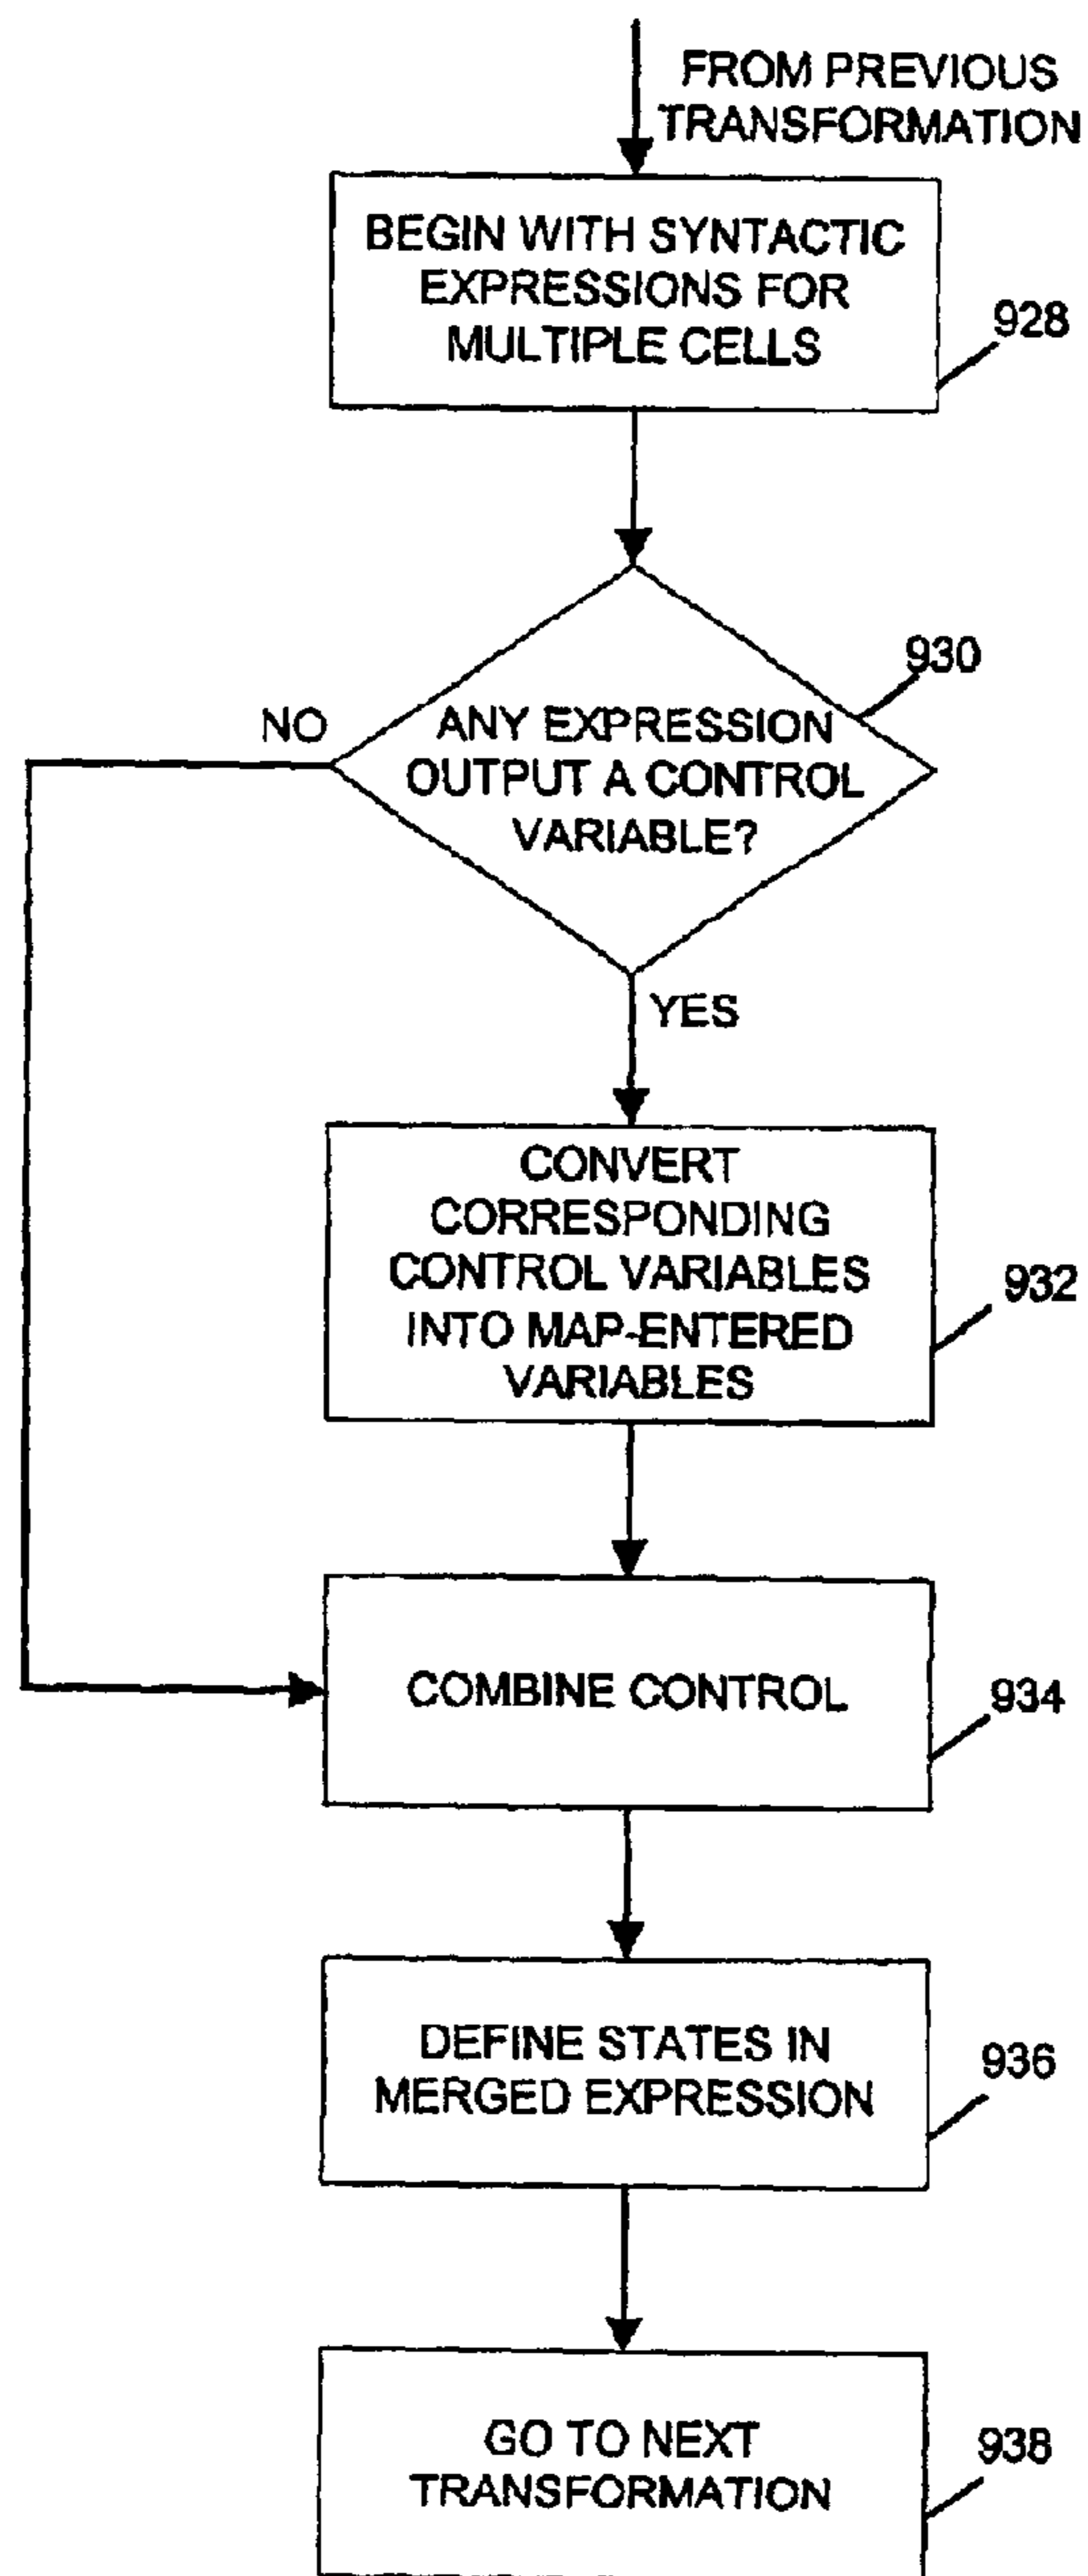 FROM PREVIOUS
TRANSFORMATION
BEGIN WITH SYNTACTIC
EXPRESSIONS FOR
MULTIPLE CELLS
928
930
NO
ANY EXPRESSION
OUTPUT A CONTROL
VARIABLE?
YES
CONVERT
CORRESPONDING
CONTROL VARIABLES
INTO MAP-ENTERED
VARIABLES
932
COMBINE CONTROL
934
DEFINE STATES IN
MERGED EXPRESSION
936
GO TO NEXT
TRANSFORMATION
938